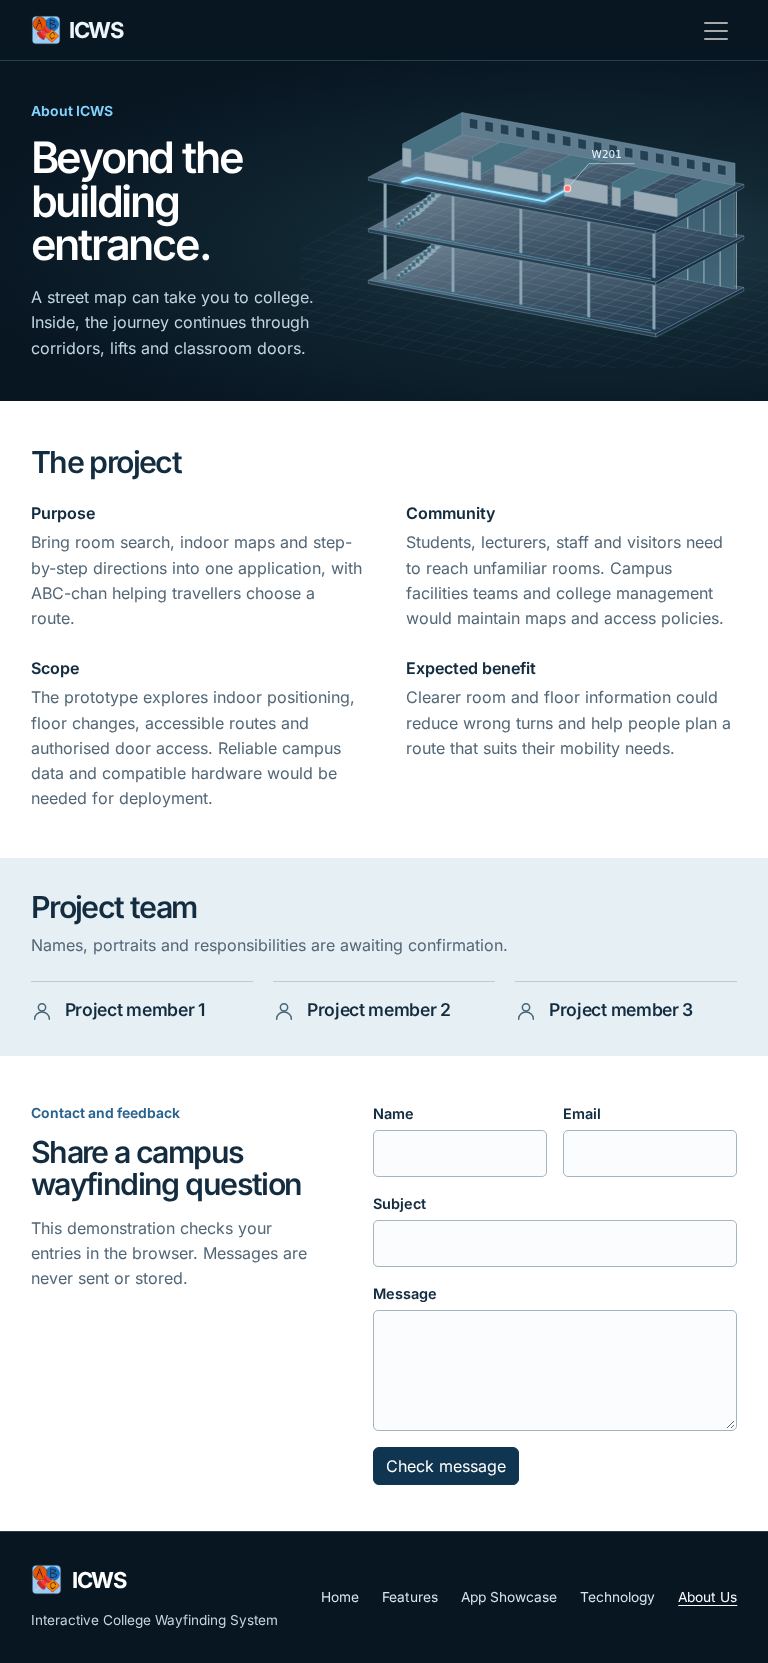 ABC
ICWS
About ICWS
Beyond the
building
entrance.
A street map can take you to college.
Inside, the journey continues through
corridors, lifts and classroom doors.
W201
The project
Purpose
Bring room search, indoor maps and step-
by-step directions into one application, with
ABC-chan helping travellers choose a
route.
Community
Students, lecturers, staff and visitors need
to reach unfamiliar rooms. Campus
facilities teams and college management
would maintain maps and access policies.
Scope
The prototype explores indoor positioning,
floor changes, accessible routes and
authorised door access. Reliable campus
data and compatible hardware would be
needed for deployment.
Expected benefit
Clearer room and floor information could
reduce wrong turns and help people plan a
route that suits their mobility needs.
Project team
Names, portraits and responsibilities are awaiting confirmation.
Project member 1
Project member 2
Project member 3
Contact and feedback
Share a campus
wayfinding question
This demonstration checks your
entries in the browser. Messages are
never sent or stored.
Name
Email
Subject
Message
Check message
ABC
ICWS
Interactive College Wayfinding System
Home
Features
App Showcase
Technology
About Us